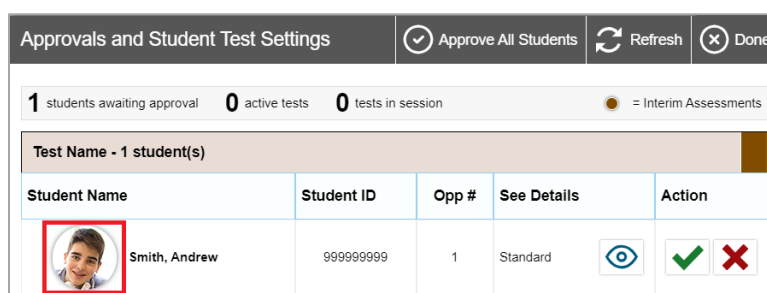 Approvals and Student Test Settings Approve All Students Refresh Done
1 students awaiting approval 0 active tests 0 tests in session = Interim Assessments
Test Name - 1 student(s)
Student Name Student ID Opp # See Details Action
Smith, Andrew 999999999 1 Standard